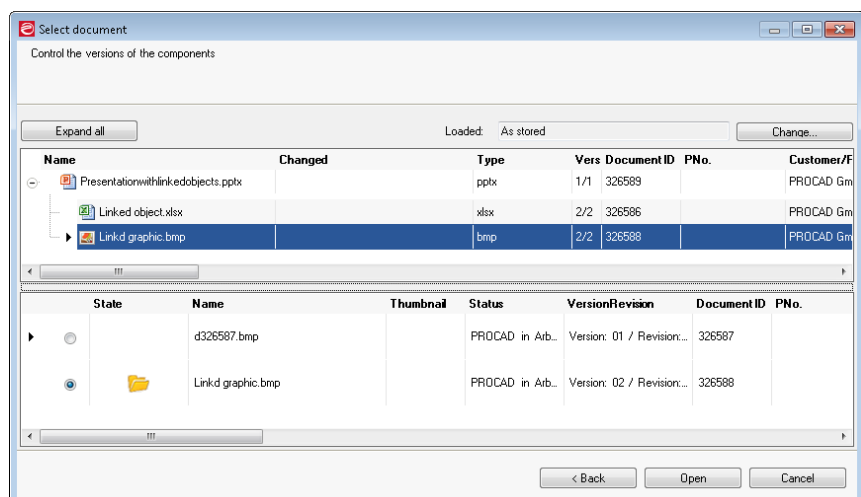 Select document
Control the versions of the components
Expand all Loaded: As stored Change...
Name Changed Type Vers Document ID PNo. Customer/F
Presentationwithlinkedobjects.pptx pptx 1/1 326589 PROCAD Gm
Linked object.xlsx xlsx 2/2 326586 PROCAD Gm
Linkd graphic.bmp bmp 2/2 326588 PROCAD Gm
State Name Thumbnail Status VersionRevision Document ID PNo.
d326587.bmp PROCAD in Arb... Version: 01 / Revision:... 326587
Linkd graphic.bmp PROCAD in Arb... Version: 02 / Revision:... 326588
< Back Open Cancel